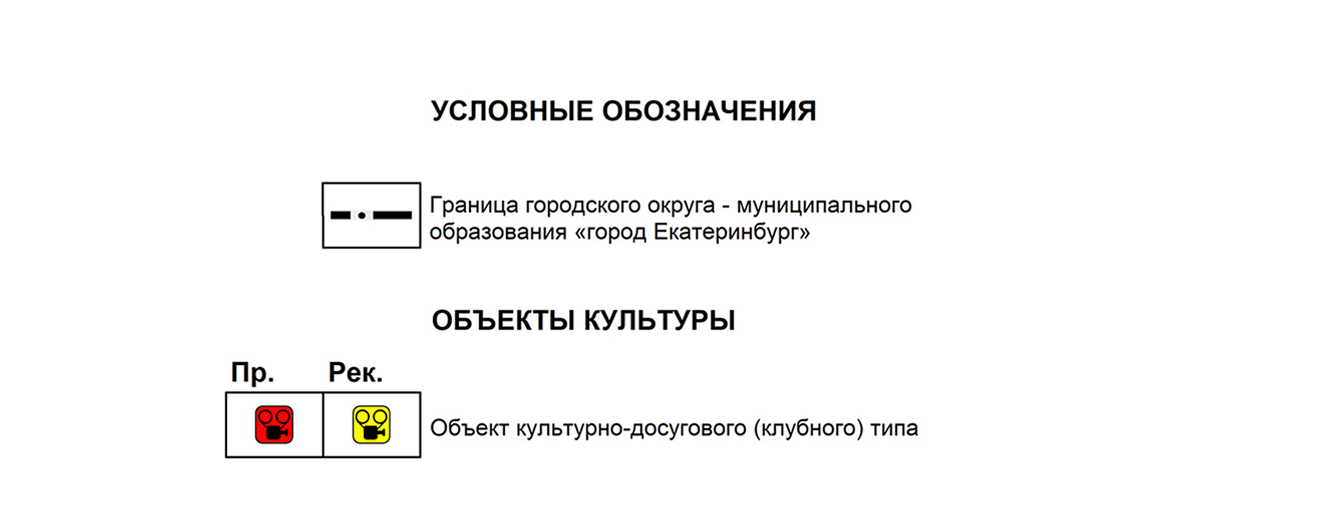 УСЛОВНЫЕ ОБОЗНАЧЕНИЯ
Граница городского округа - муниципального
образования «город Екатеринбург»
ОБЪЕКТЫ КУЛЬТУРЫ
Пр. Рек.
Объект культурно-досугового (клубного) типа